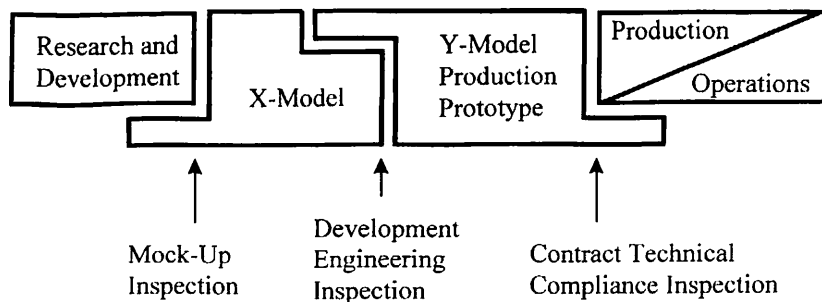 Research and
Development
X-Model
Y-Model
Production
Prototype
Production
Operations
Mock-Up
Inspection
Development
Engineering
Inspection
Contract Technical
Compliance Inspection